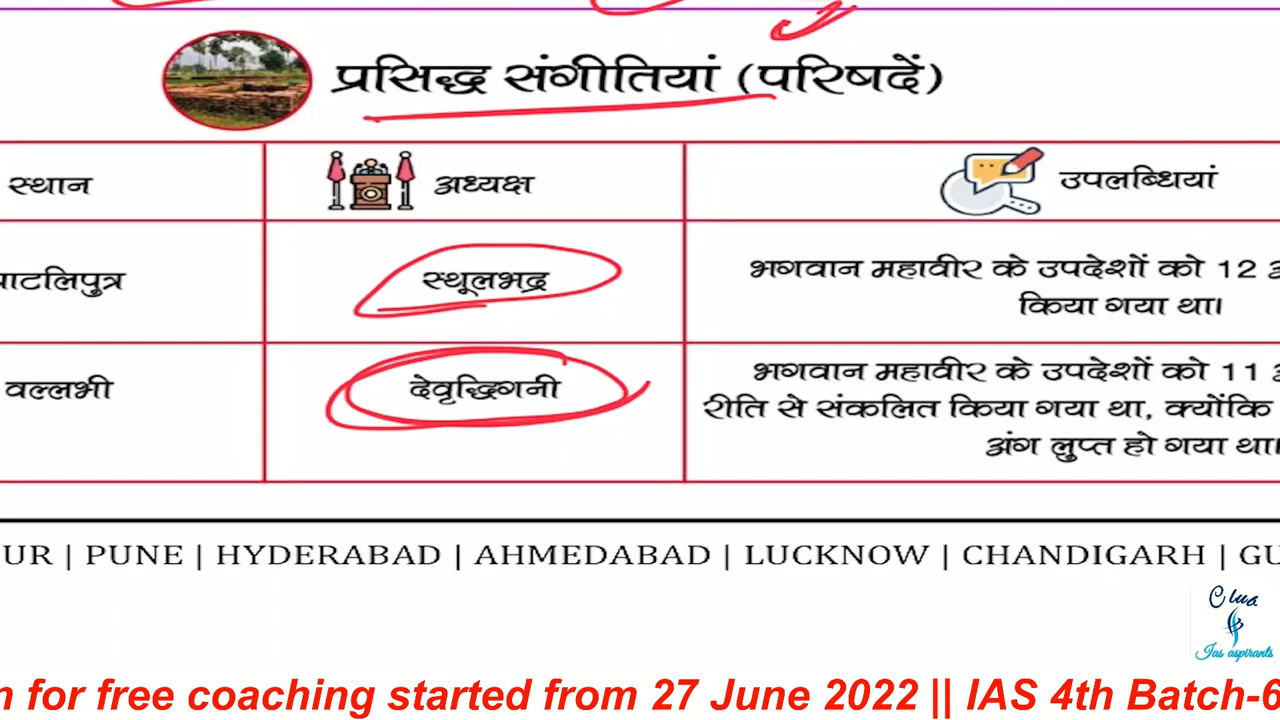 प्रसिद्ध संगीतियां (परिषदें)
स्थान अध्यक्ष उपलब्धियां
पाटलिपुत्र स्थूलभद्र भगवान महावीर के उपदेशों को 12
किया गया था।
वल्लभी देवृद्धिगनी भगवान महावीर के उपदेशों को 11
रीति से संकलित किया गया था, क्योंकि
अंग लुप्त हो गया था।
UR | PUNE | HYDERABAD | AHMEDABAD | LUCKNOW | CHANDIGARH | GU
Ias aspirants
n for free coaching started from 27 June 2022 || IAS 4th Batch-6